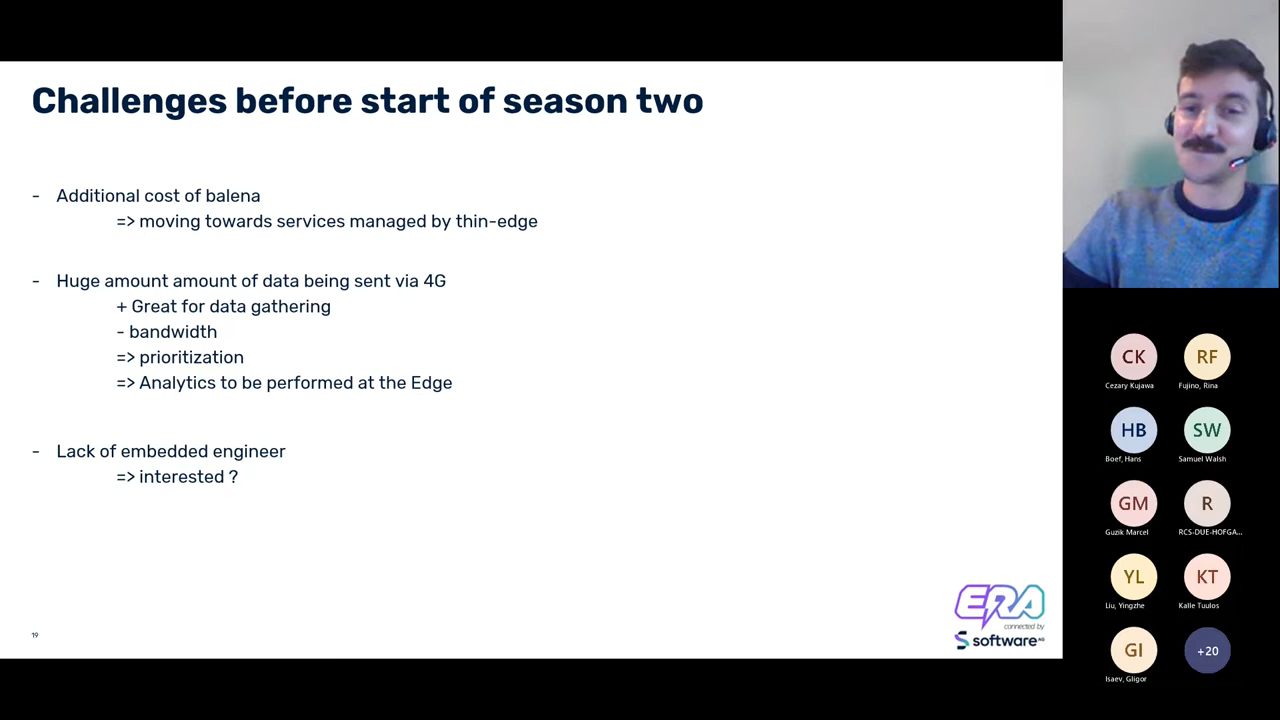 Challenges before start of season two
- Additional cost of balena
=> moving towards services managed by thin-edge
- Huge amount amount of data being sent via 4G
+ Great for data gathering
- bandwidth
=> prioritization
=> Analytics to be performed at the Edge
- Lack of embedded engineer
=> interested ?
19
ERA
connected by
software AG
CK
Cezary Kujawa
RF
Fujino, Rina
HB
Boef, Hans
SW
Samuel Walsh
GM
Guzik Marcel
R
RCS-DUE-HOFGA...
YL
Liu, Yingzhe
KT
Kalle Tuulos
GI
Isaev, Gligor
+20